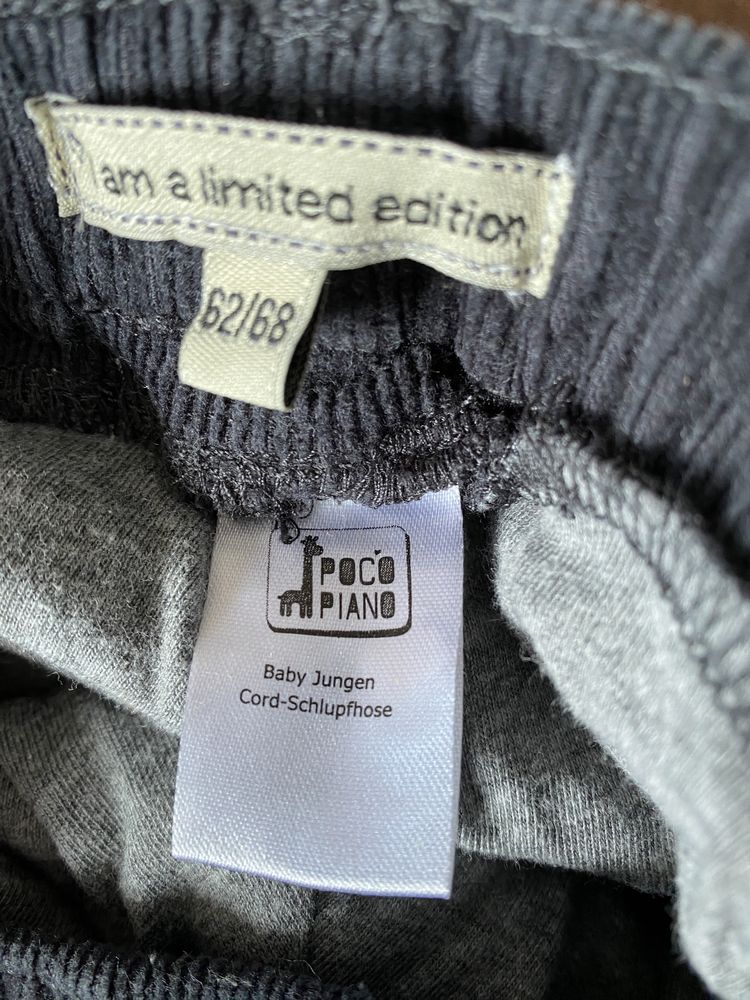 I am a limited edition
62/68
POCO
PIANO
Baby Jungen
Cord-Schlupfhose